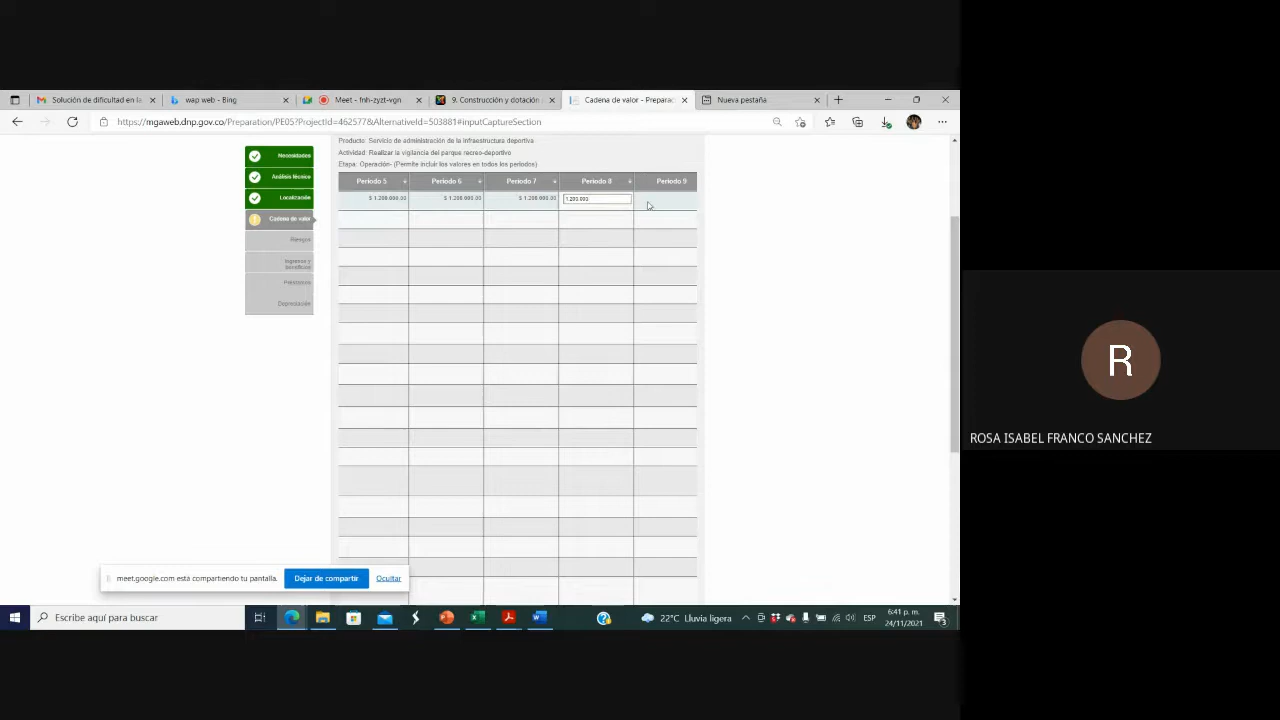 Solución de dificultad en la
wap web - Bing
Meet - fnh-zyzt-vgn
9. Construcción y dotación
Cadena de valor - Prepara
Nueva pestaña
https://mgaweb.dnp.gov.co/Preparation/PE05?ProjectId=462577&AlternativeId=503881#inputCaptureSection
Producto: Servicio de administración de la infraestructura deportiva
Actividad: Realizar la vigilancia del parque recreo-deportivo
Etapa: Operación- (Permite incluir los valores en todos los periodos)
Necesidades
Análisis técnico
Localización
Cadena de valor
Riesgos
Ingresos y
beneficios
Préstamos
Depreciación
Periodo 5 Periodo 6 Periodo 7 Periodo 8 Periodo 9
$ 1.200.000,00 $ 1.200.000,00 $ 1.200.000,00 1.200.000
R
ROSA ISABEL FRANCO SANCHEZ
meet.google.com está compartiendo tu pantalla.
Dejar de compartir
Ocultar
Escribe aquí para buscar
22°C Lluvia ligera
ESP
6:41 p. m.
24/11/2021
3